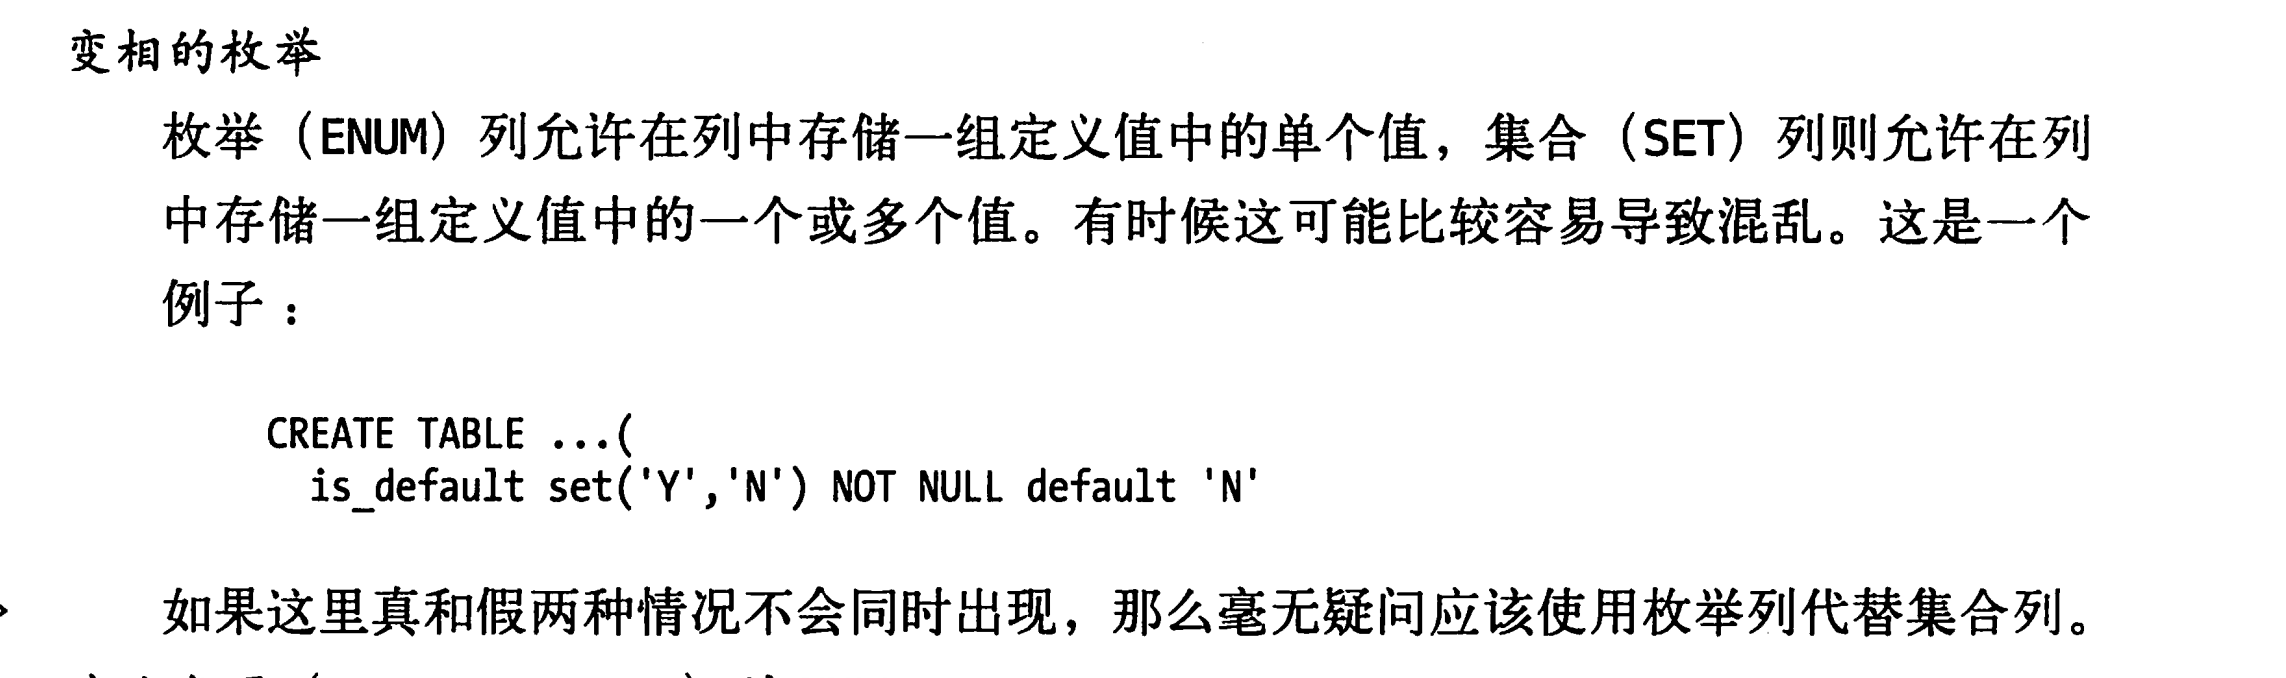 变相的枚举
枚举（ENUM）列允许在列中存储一组定义值中的单个值，集合（SET）列则允许在列
中存储一组定义值中的一个或多个值。有时候这可能比较容易导致混乱。这是一个
例子：
CREATE TABLE ...(
is_default set('Y','N') NOT NULL default 'N'
如果这里真和假两种情况不会同时出现，那么毫无疑问应该使用枚举列代替集合列。